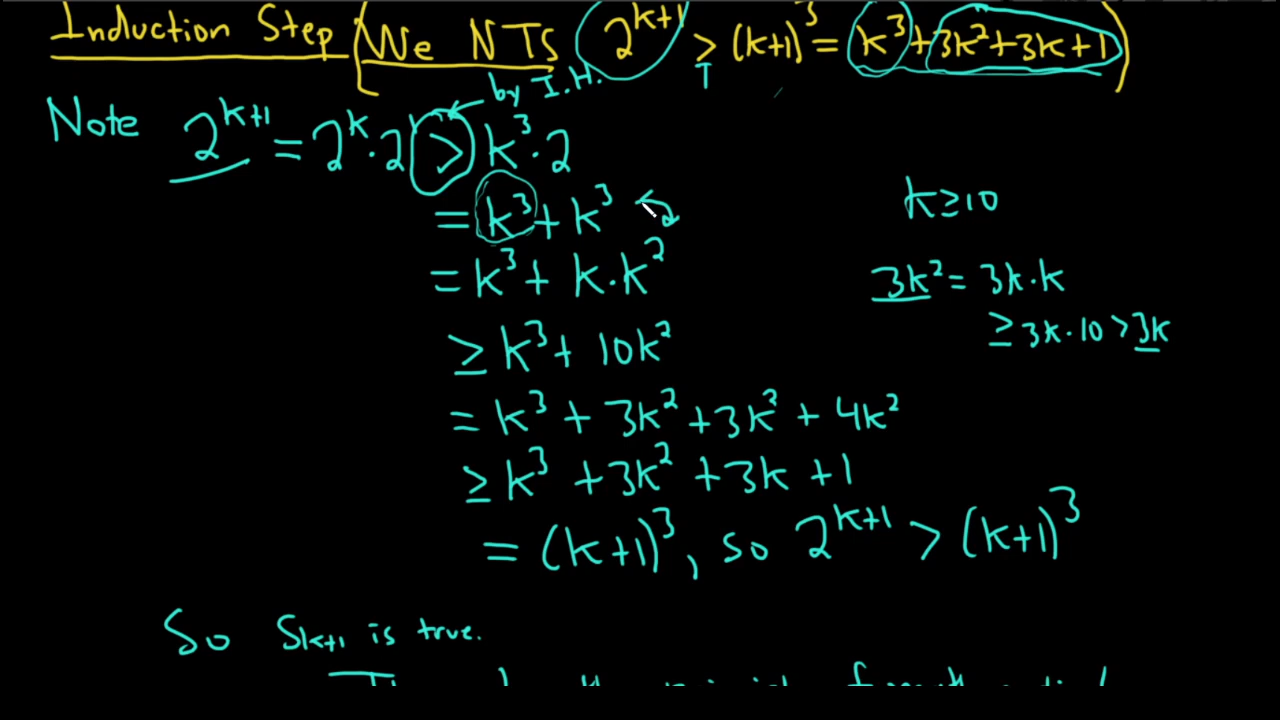 Induction Step (We NTS 2^{k+1} > (k+1)^3 = k^3 + 3k^2 + 3k + 1)
T
by I.H.
Note 2^{k+1} = 2^k · 2 > k^3 · 2
= k^3 + k^3
k ≥ 10
= k^3 + k · k^2
3k^2 = 3k · k
≥ 3k · 10 > 3k
≥ k^3 + 10k^2
= k^3 + 3k^2 + 3k^2 + 4k^2
≥ k^3 + 3k^2 + 3k + 1
= (k+1)^3, so 2^{k+1} > (k+1)^3
So S_{k+1} is true.